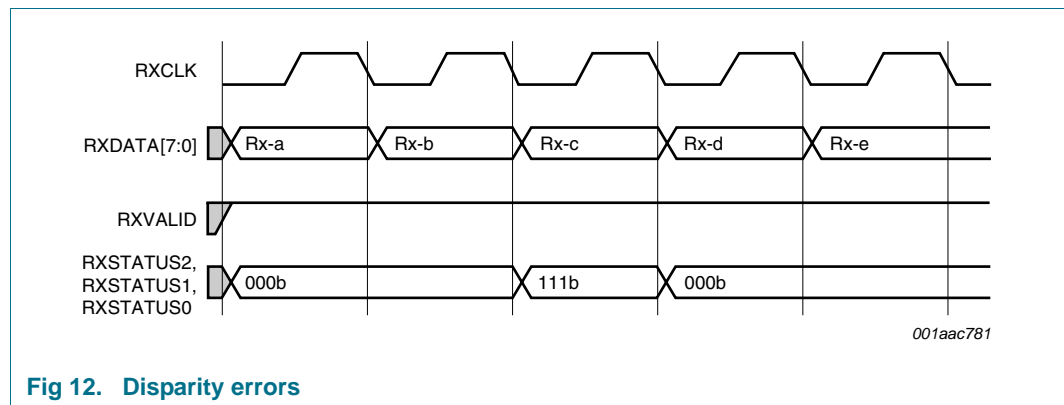 RXCLK
RXDATA[7:0]
Rx-a
Rx-b
Rx-c
Rx-d
Rx-e
RXVALID
RXSTATUS2,
RXSTATUS1,
RXSTATUS0
000b
111b
000b
001aac781
Fig 12. Disparity errors